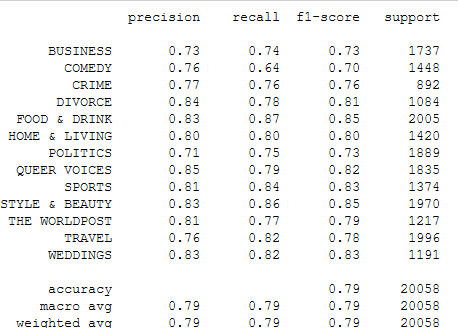 precision recall f1-score support
BUSINESS 0.73 0.74 0.73 1737
COMEDY 0.76 0.64 0.70 1448
CRIME 0.77 0.76 0.76 892
DIVORCE 0.84 0.78 0.81 1084
FOOD & DRINK 0.83 0.87 0.85 2005
HOME & LIVING 0.80 0.80 0.80 1420
POLITICS 0.71 0.75 0.73 1889
QUEER VOICES 0.85 0.79 0.82 1835
SPORTS 0.81 0.84 0.83 1374
STYLE & BEAUTY 0.83 0.86 0.85 1970
THE WORLDPOST 0.81 0.77 0.79 1217
TRAVEL 0.76 0.82 0.78 1996
WEDDINGS 0.83 0.82 0.83 1191
accuracy 0.79 20058
macro avg 0.79 0.79 0.79 20058
weighted avg 0.79 0.79 0.79 20058